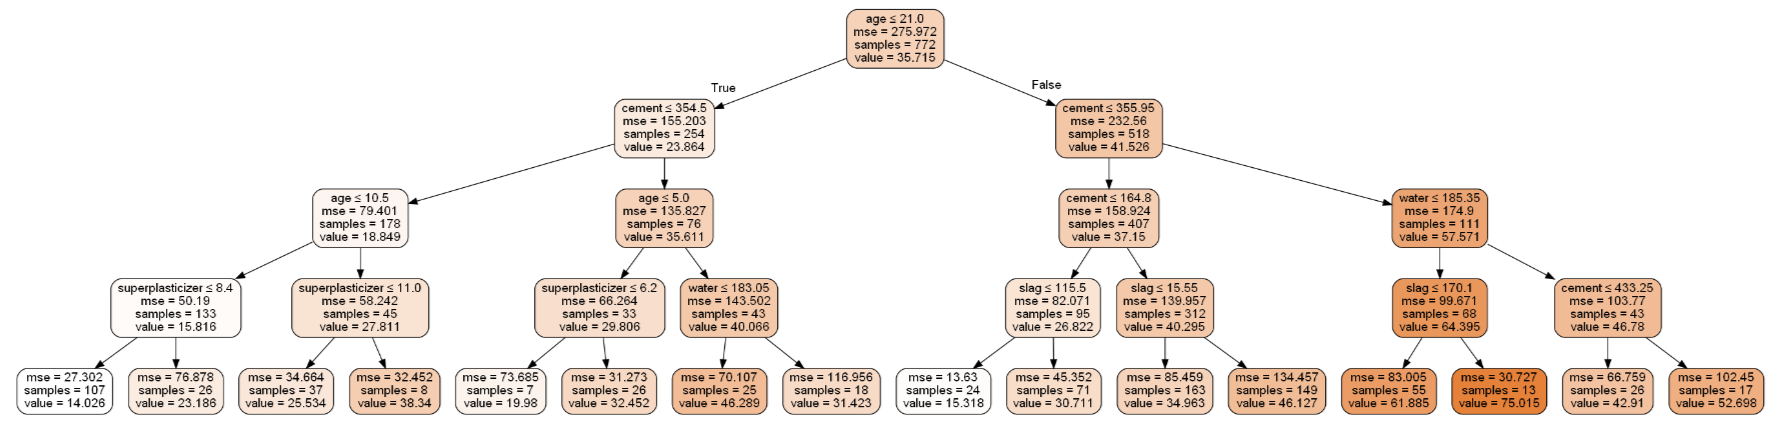 age ≤ 21.0
mse = 275.972
samples = 772
value = 35.715
True
False
cement ≤ 354.5
mse = 155.203
samples = 254
value = 23.864
cement ≤ 355.95
mse = 232.56
samples = 518
value = 41.526
age ≤ 10.5
mse = 79.401
samples = 178
value = 18.849
age ≤ 5.0
mse = 135.827
samples = 76
value = 35.611
cement ≤ 164.8
mse = 158.924
samples = 407
value = 37.15
water ≤ 185.35
mse = 174.9
samples = 111
value = 57.571
superplasticizer ≤ 8.4
mse = 50.19
samples = 133
value = 15.816
superplasticizer ≤ 11.0
mse = 58.242
samples = 45
value = 27.811
superplasticizer ≤ 6.2
mse = 66.264
samples = 33
value = 29.806
water ≤ 183.05
mse = 143.502
samples = 43
value = 40.066
slag ≤ 115.5
mse = 82.071
samples = 95
value = 26.822
slag ≤ 15.55
mse = 139.957
samples = 312
value = 40.295
slag ≤ 170.1
mse = 99.671
samples = 68
value = 64.395
cement ≤ 433.25
mse = 103.77
samples = 43
value = 46.78
mse = 27.302
samples = 107
value = 14.026
mse = 76.878
samples = 26
value = 23.186
mse = 34.664
samples = 37
value = 25.534
mse = 32.452
samples = 8
value = 38.34
mse = 73.685
samples = 7
value = 19.98
mse = 31.273
samples = 26
value = 32.452
mse = 70.107
samples = 25
value = 46.289
mse = 116.956
samples = 18
value = 31.423
mse = 13.63
samples = 24
value = 15.318
mse = 45.352
samples = 71
value = 30.711
mse = 85.459
samples = 163
value = 34.963
mse = 134.457
samples = 149
value = 46.127
mse = 83.005
samples = 55
value = 61.885
mse = 30.727
samples = 13
value = 75.015
mse = 66.759
samples = 26
value = 42.91
mse = 102.45
samples = 17
value = 52.698